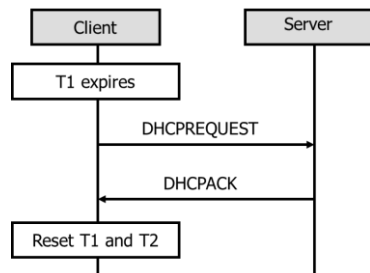 Client
Server
T1 expires
DHCPREQUEST
DHCPACK
Reset T1 and T2